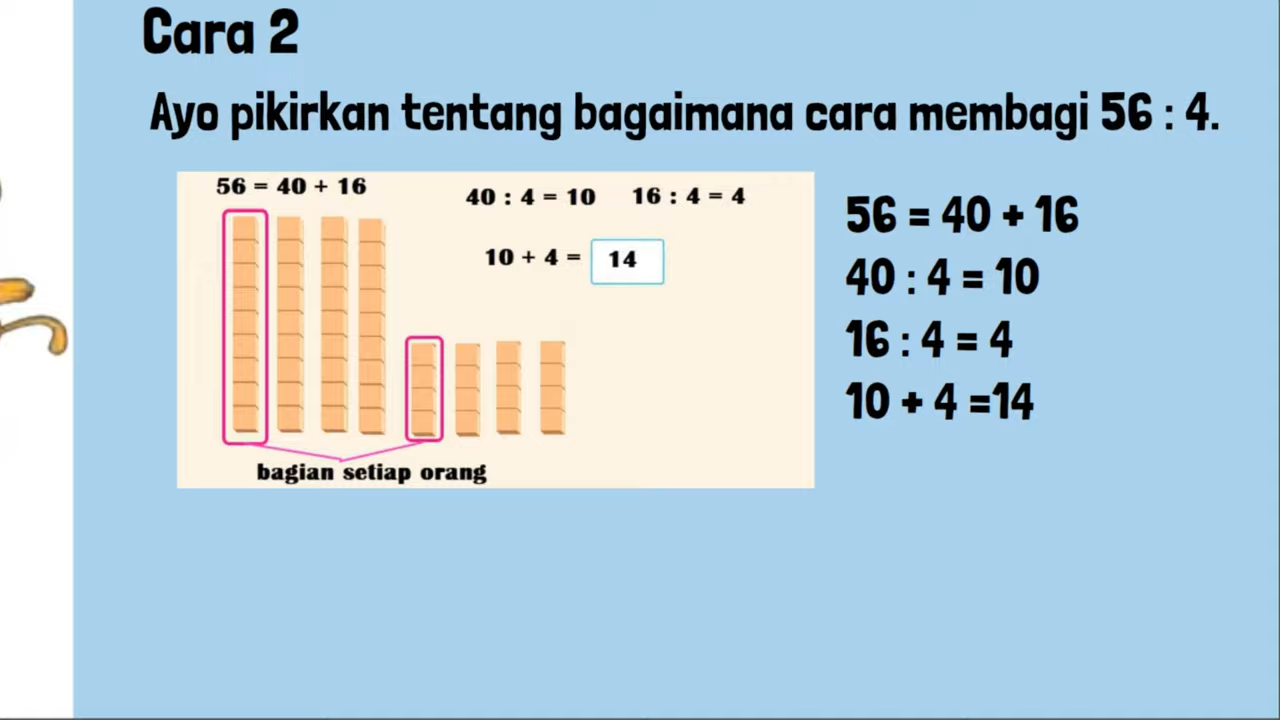 Cara 2
Ayo pikirkan tentang bagaimana cara membagi 56 : 4.
56 = 40 + 16
40 : 4 = 10 16 : 4 = 4
10 + 4 = 14
bagian setiap orang
56 = 40 + 16
40 : 4 = 10
16 : 4 = 4
10 + 4 =14